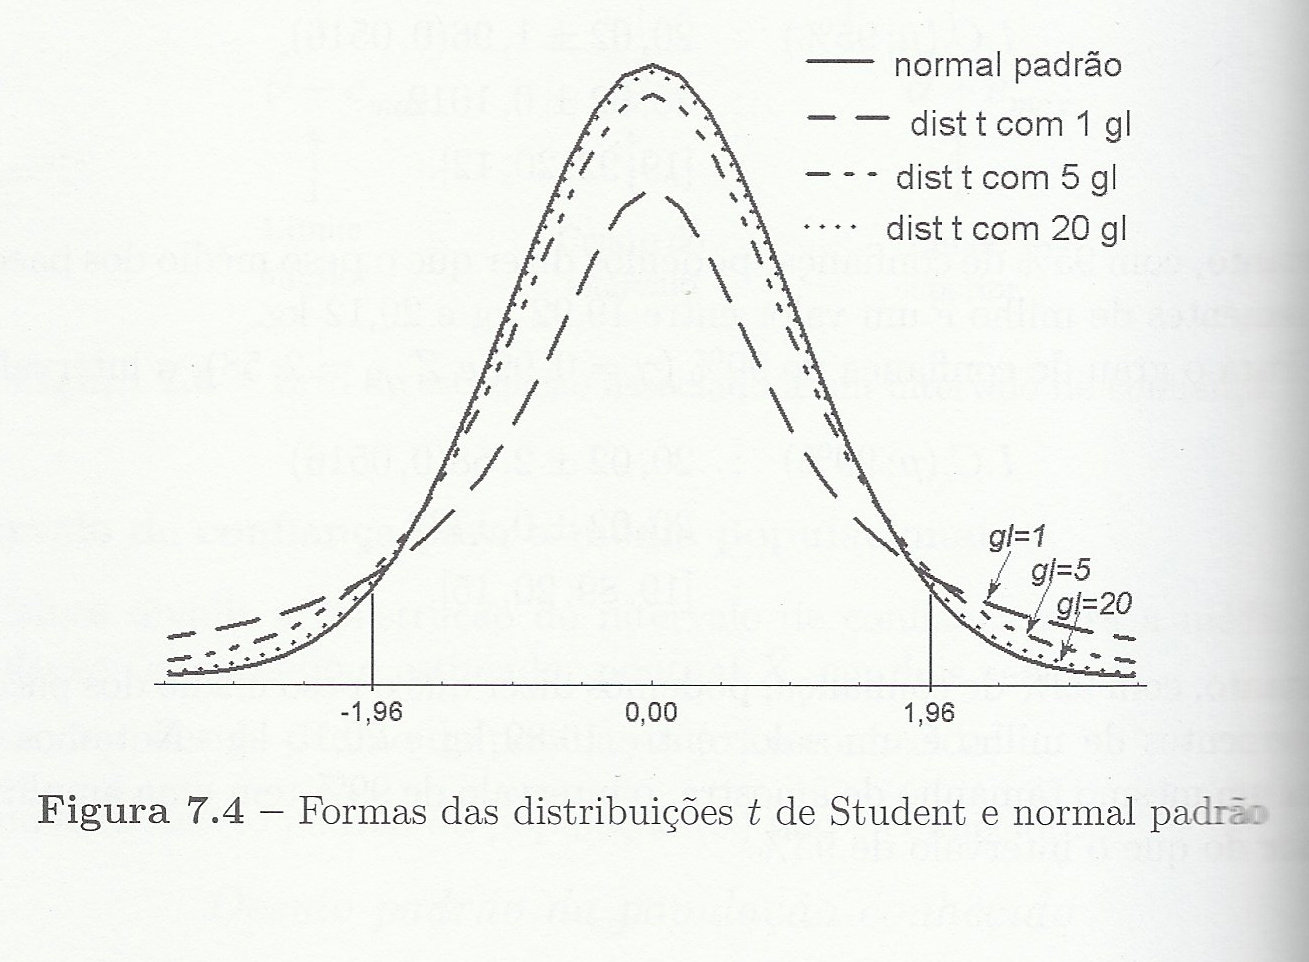 normal padrão
dist t com 1 gl
dist t com 5 gl
dist t com 20 gl
gl=1
gl=5
gl=20
-1,96 0,00 1,96
Figura 7.4 – Formas das distribuições t de Student e normal padrão